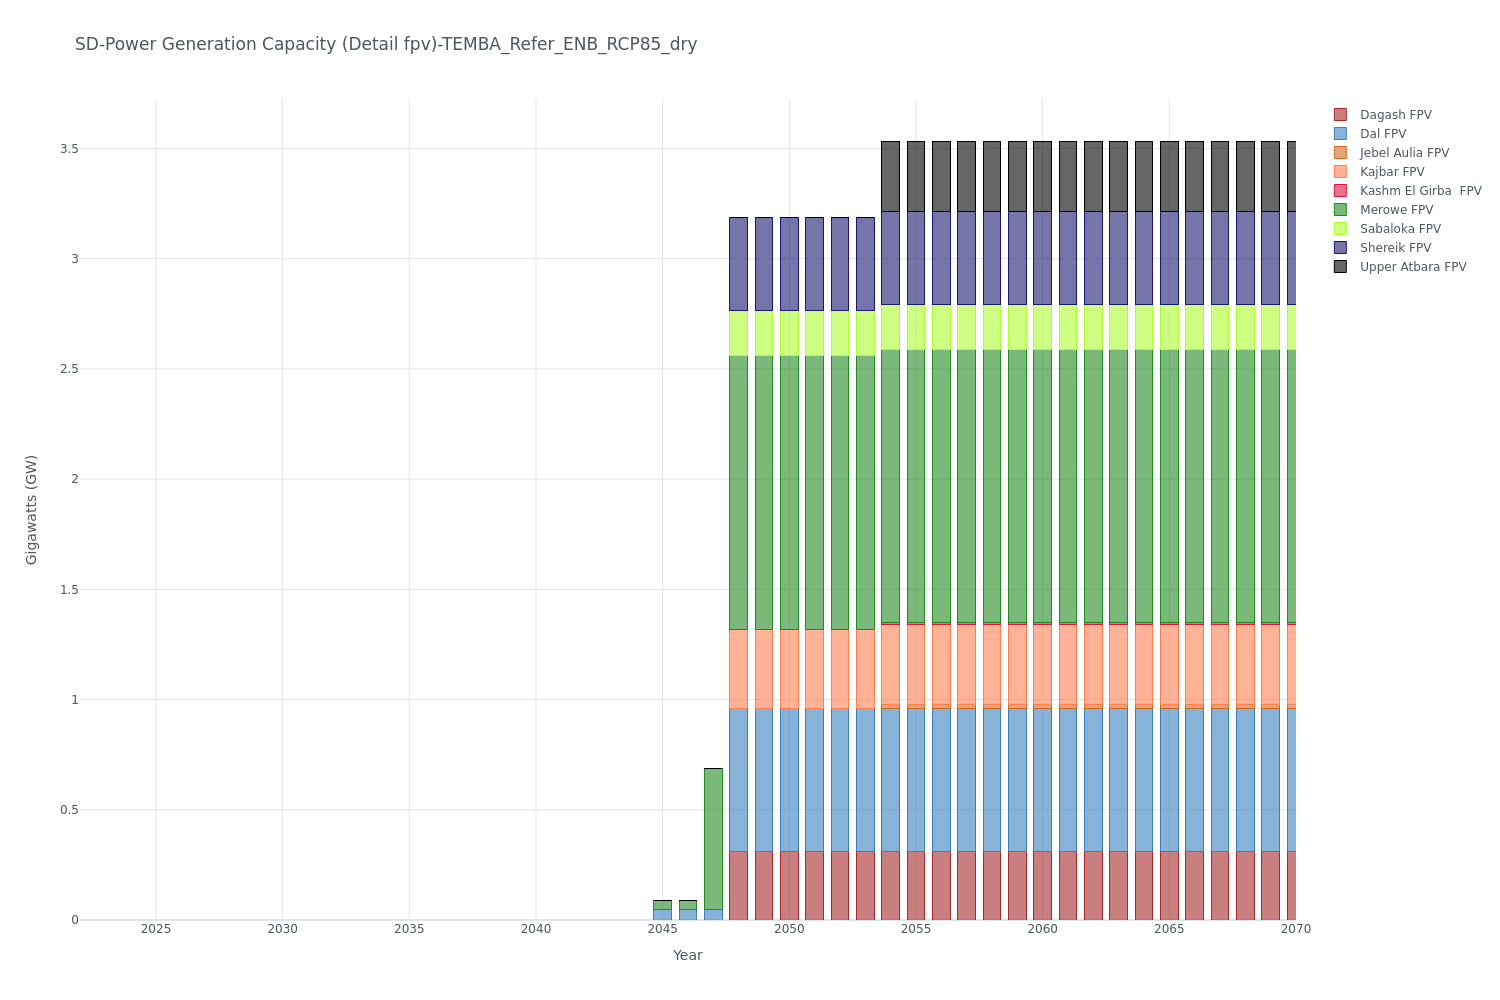 SD-Power Generation Capacity (Detail fpv)-TEMBA_Refer_ENB_RCP85_dry
Dagash FPV
Dal FPV
Jebel Aulia FPV
Kajbar FPV
Kashm El Girba  FPV
Merowe FPV
Sabaloka FPV
Shereik FPV
Upper Atbara FPV
3.5
3
2.5
2
1.5
1
0.5
0
Gigawatts (GW)
2025 2030 2035 2040 2045 2050 2055 2060 2065 2070
Year